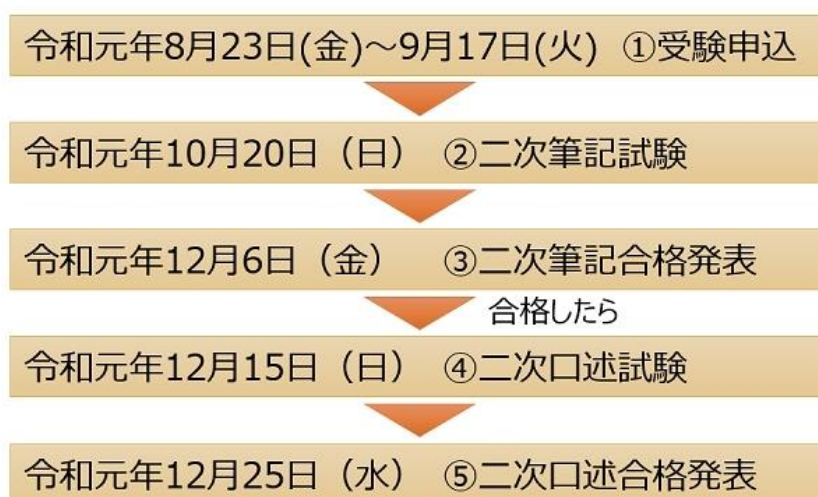 令和元年8月23日(金)～9月17日(火) ①受験申込
令和元年10月20日（日） ②二次筆記試験
令和元年12月6日（金） ③二次筆記合格発表
合格したら
令和元年12月15日（日） ④二次口述試験
令和元年12月25日（水） ⑤二次口述合格発表